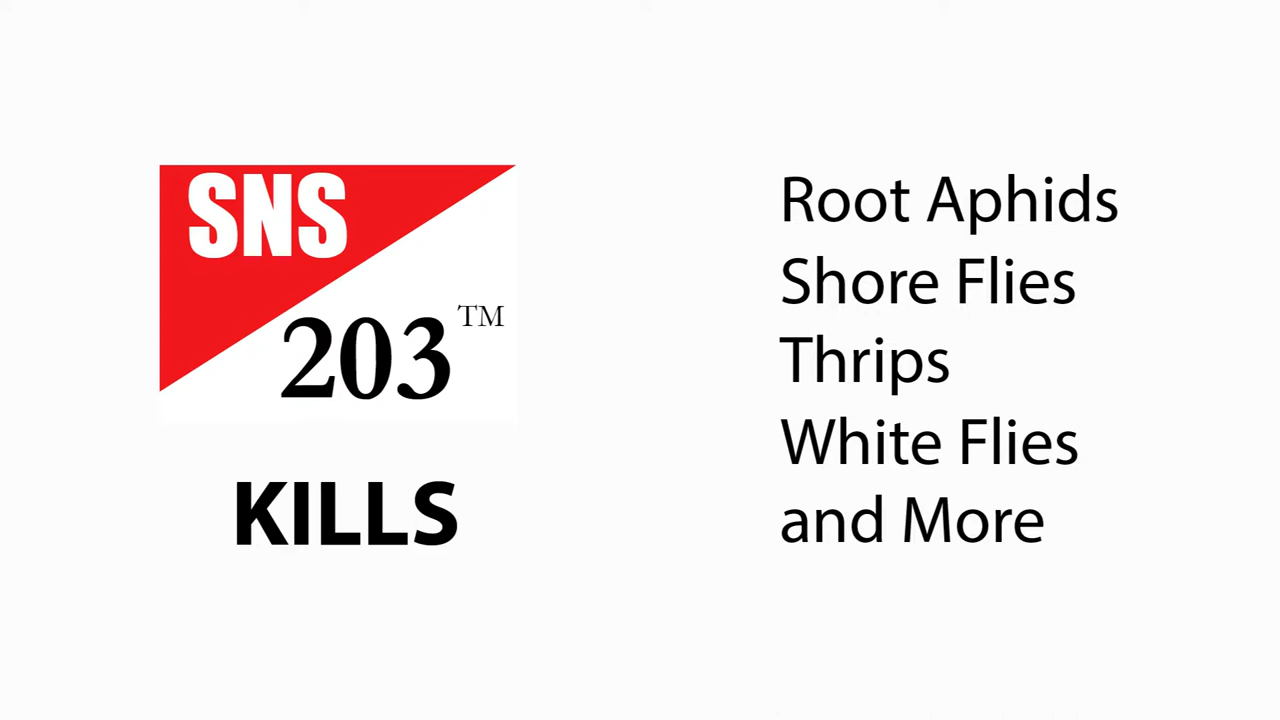 SNS
203™
KILLS
Root Aphids
Shore Flies
Thrips
White Flies
and More